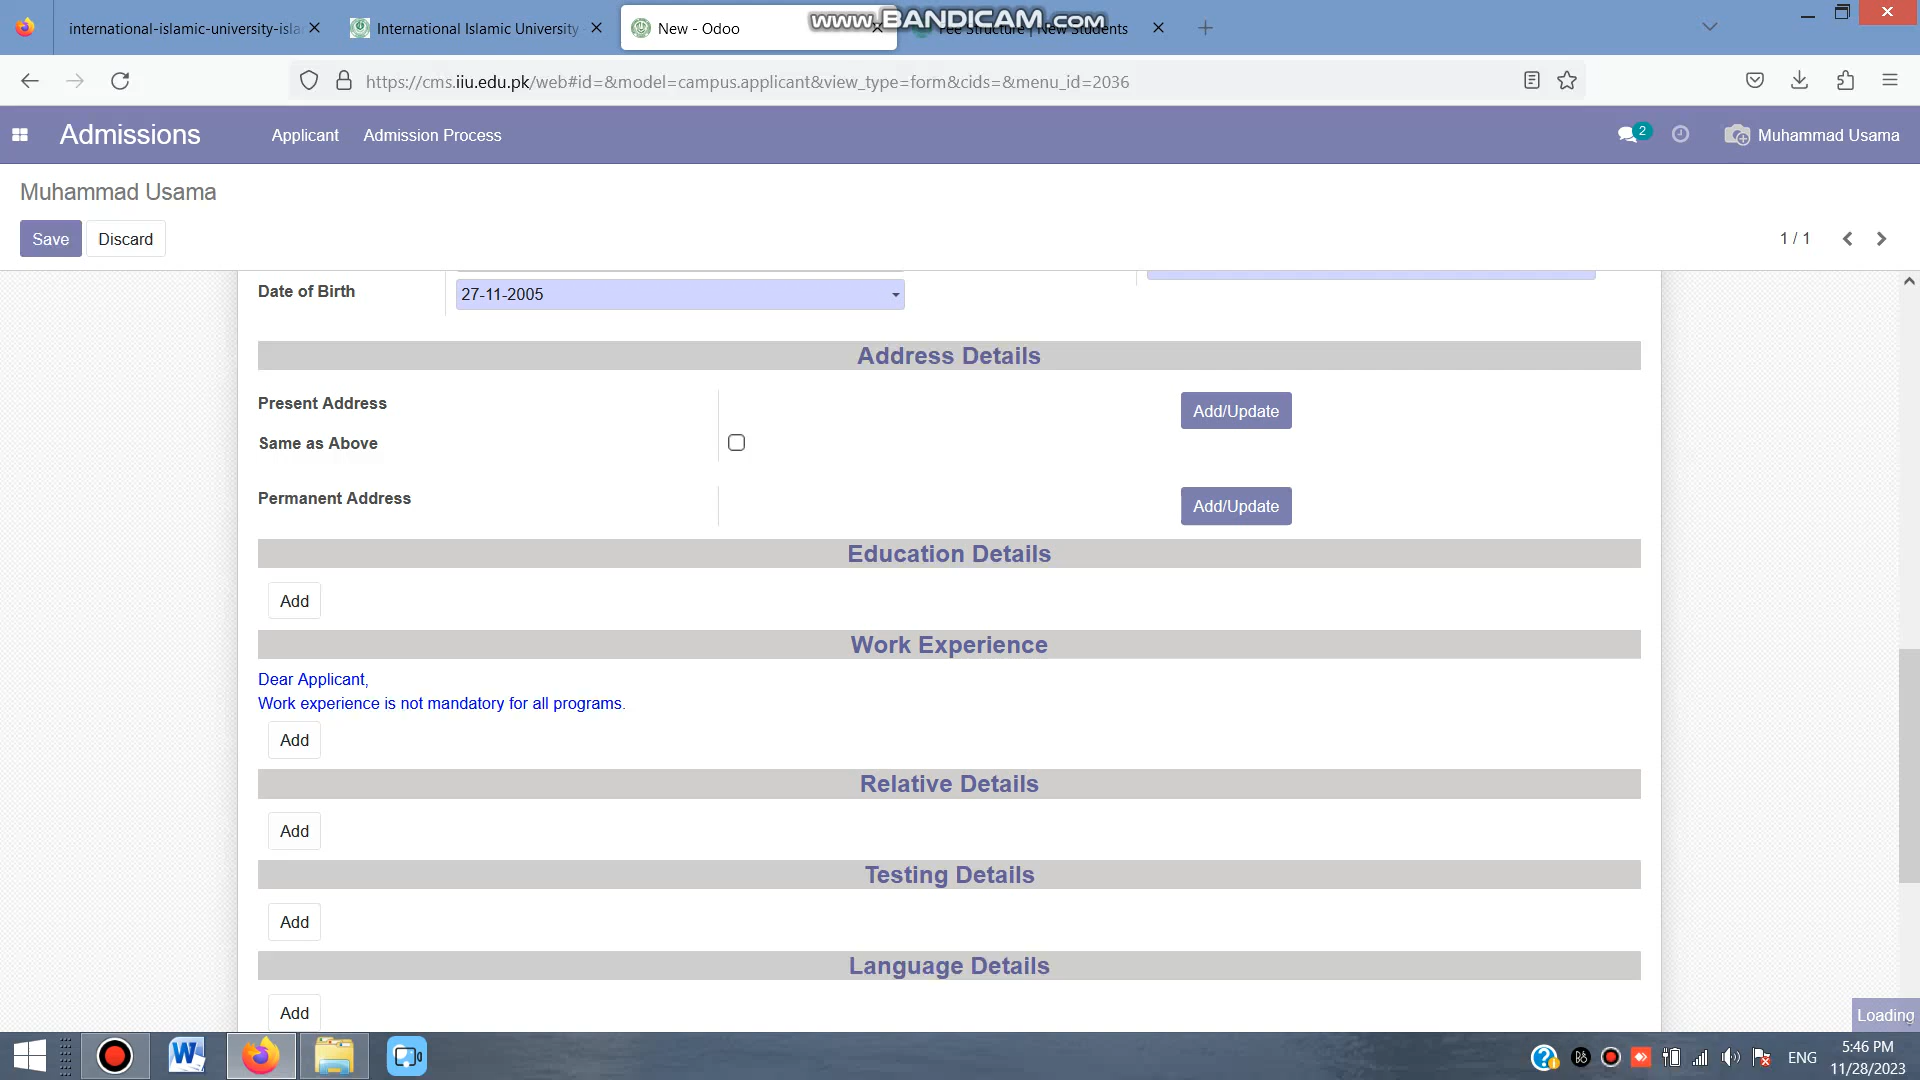 international-islamic-university-isla
International Islamic University
New - Odoo
www.BANDICAM.com
Fee Structure | New Students
https://cms.iiu.edu.pk/web#id=&model=campus.applicant&view_type=form&cids=&menu_id=2036
Admissions
Applicant
Admission Process
2
Muhammad Usama
Muhammad Usama
Save
Discard
1 / 1
Date of Birth
27-11-2005
Address Details
Present Address
Add/Update
Same as Above
Permanent Address
Add/Update
Education Details
Add
Work Experience
Dear Applicant,
Work experience is not mandatory for all programs.
Add
Relative Details
Add
Testing Details
Add
Language Details
Add
Loading
ENG
5:46 PM
11/28/2023